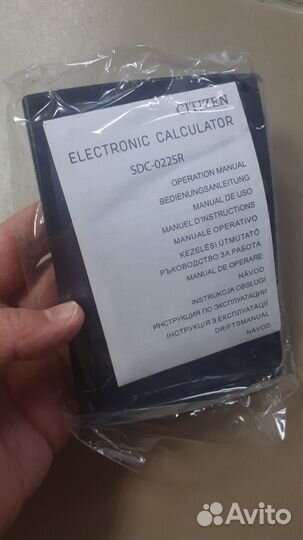 CITIZEN
ELECTRONIC CALCULATOR
SDC-022SR
OPERATION MANUAL
BEDIENUNGSANLEITUNG
MANUAL DE USO
MANUEL D'INSTRUCTIONS
MANUALE OPERATIVO
KEZELÉSI ÚTMUTATÓ
РЪКОВОДСТВО ЗА РАБОТА
MANUAL DE OPERARE
NÁVOD
INSTRUKCJA OBSŁUGI
ИНСТРУКЦИЯ ПО ЭКСПЛУАТАЦИИ
ІНСТРУКЦІЯ З ЕКСПЛУАТАЦІЇ
DRIFTSMANUAL
NÁVOD
Avito